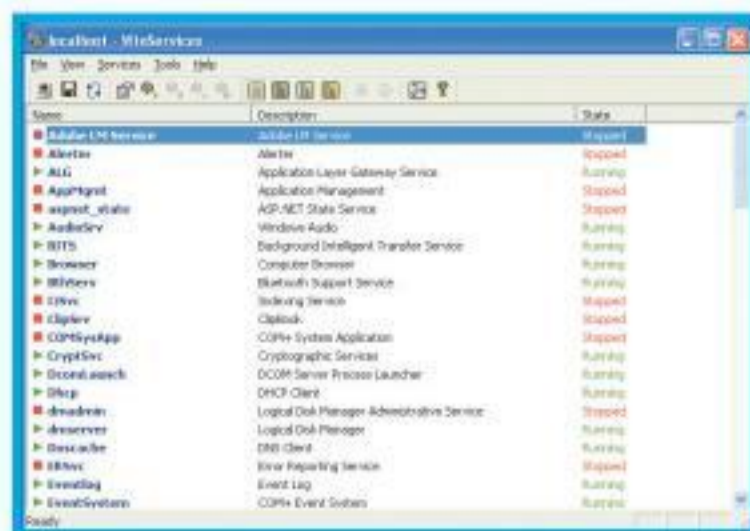 localhost - ViteServices
File View Services Tools Help
Name Description State
Adobe LM Service Adobe LM Service Stopped
Alerter Alerter Stopped
ALG Application Layer Gateway Service Running
AppMgmt Application Management Stopped
aspnet_state ASP.NET State Service Stopped
AudioSrv Windows Audio Running
BITS Background Intelligent Transfer Service Running
Browser Computer Browser Running
BthServ Bluetooth Support Service Running
CiSvc Indexing Service Stopped
ClipSrv ClipBook Stopped
COMSysApp COM+ System Application Stopped
CryptSvc Cryptographic Services Running
DcomLaunch DCOM Server Process Launcher Running
Dhcp DHCP Client Running
dmadmin Logical Disk Manager Administrative Service Stopped
dmserver Logical Disk Manager Running
Dnscache DNS Client Running
ERSvc Error Reporting Service Stopped
Eventlog Event Log Running
EventSystem COM+ Event System Running
Ready